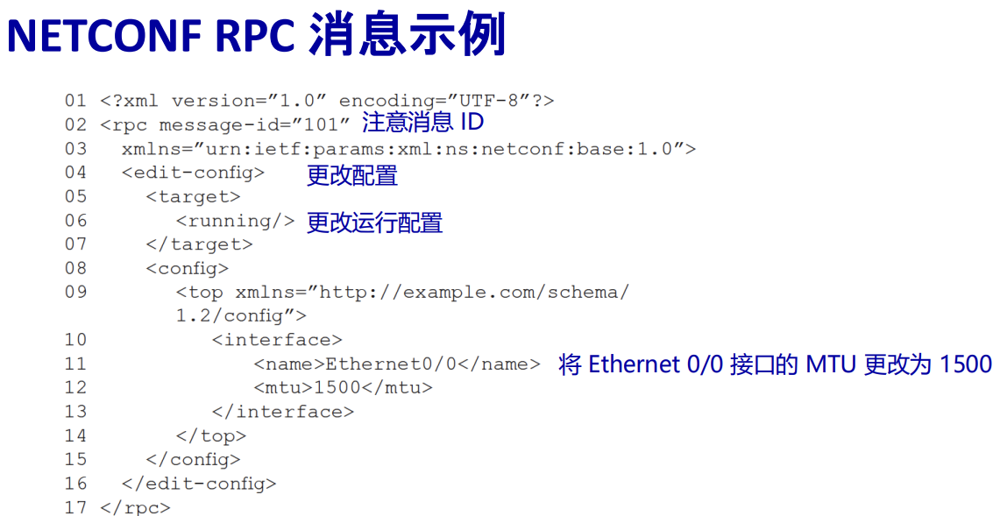 NETCONF RPC 消息示例
01 <?xml version=”1.0” encoding=”UTF-8”?>
02 <rpc message-id=”101” 注意消息 ID
03 xmlns=”urn:ietf:params:xml:ns:netconf:base:1.0”>
04 <edit-config> 更改配置
05 <target>
06 <running/> 更改运行配置
07 </target>
08 <config>
09 <top xmlns=”http://example.com/schema/
1.2/config”>
10 <interface>
11 <name>Ethernet0/0</name> 将 Ethernet 0/0 接口的 MTU 更改为 1500
12 <mtu>1500</mtu>
13 </interface>
14 </top>
15 </config>
16 </edit-config>
17 </rpc>